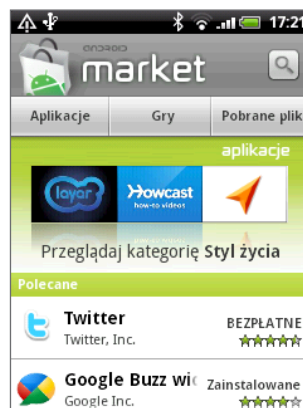 17:21
ANDROID
market
Aplikacje Gry Pobrane plik
aplikacje
layar Howcast
how-to videos
Przeglądaj kategorię Styl życia
Polecane
Twitter BEZPŁATNE
Twitter, Inc.
Google Buzz wi Zainstalowane
Google Inc.